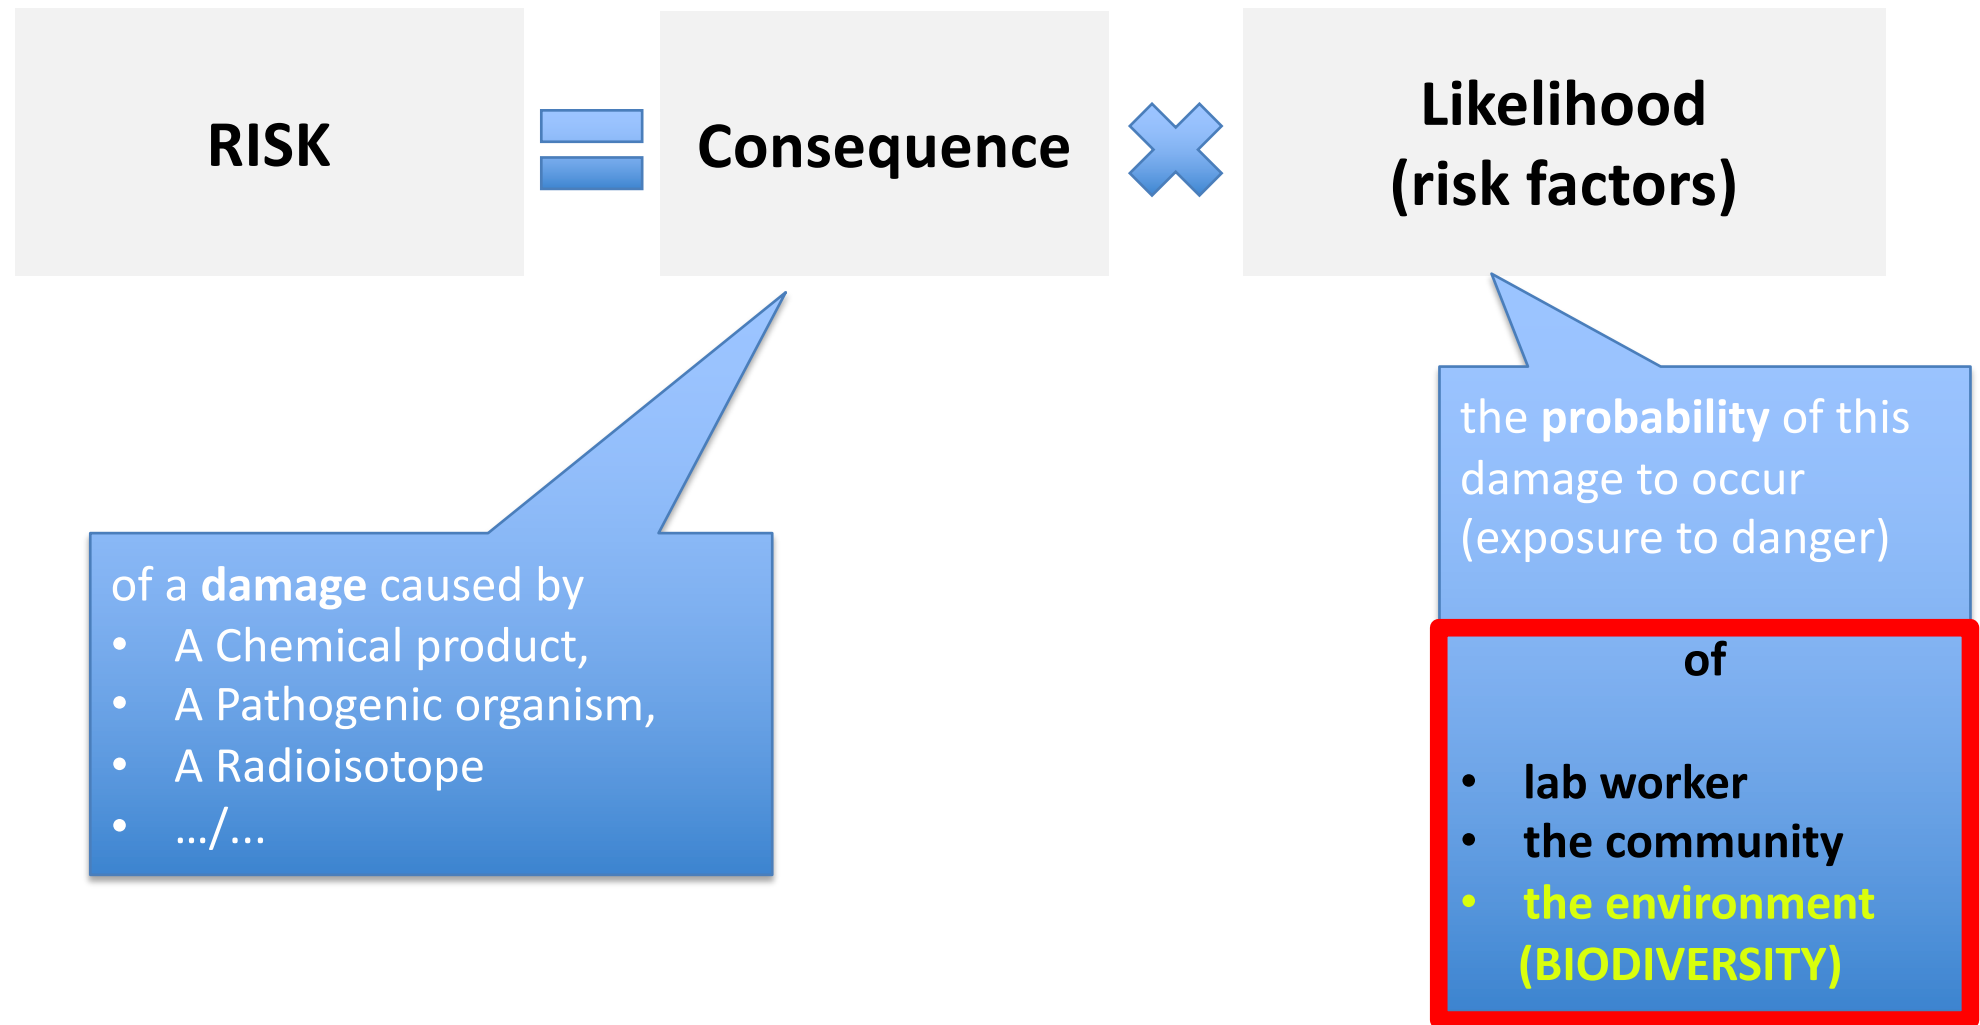 RISK
Consequence
Likelihood
(risk factors)
of a damage caused by
• A Chemical product,
• A Pathogenic organism,
• A Radioisotope
• .../...
the probability of this
damage to occur
(exposure to danger)
of
• lab worker
• the community
• the environment
(BIODIVERSITY)